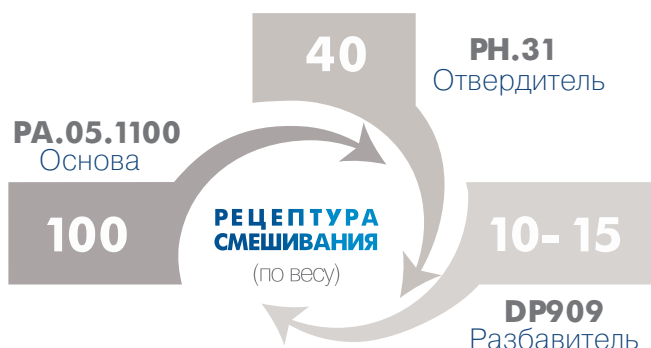 40
PH.31
Отвердитель
PA.05.1100
Основа
100
РЕЦЕПТУРА
СМЕШИВАНИЯ
(по весу)
10- 15
DP909
Разбавитель